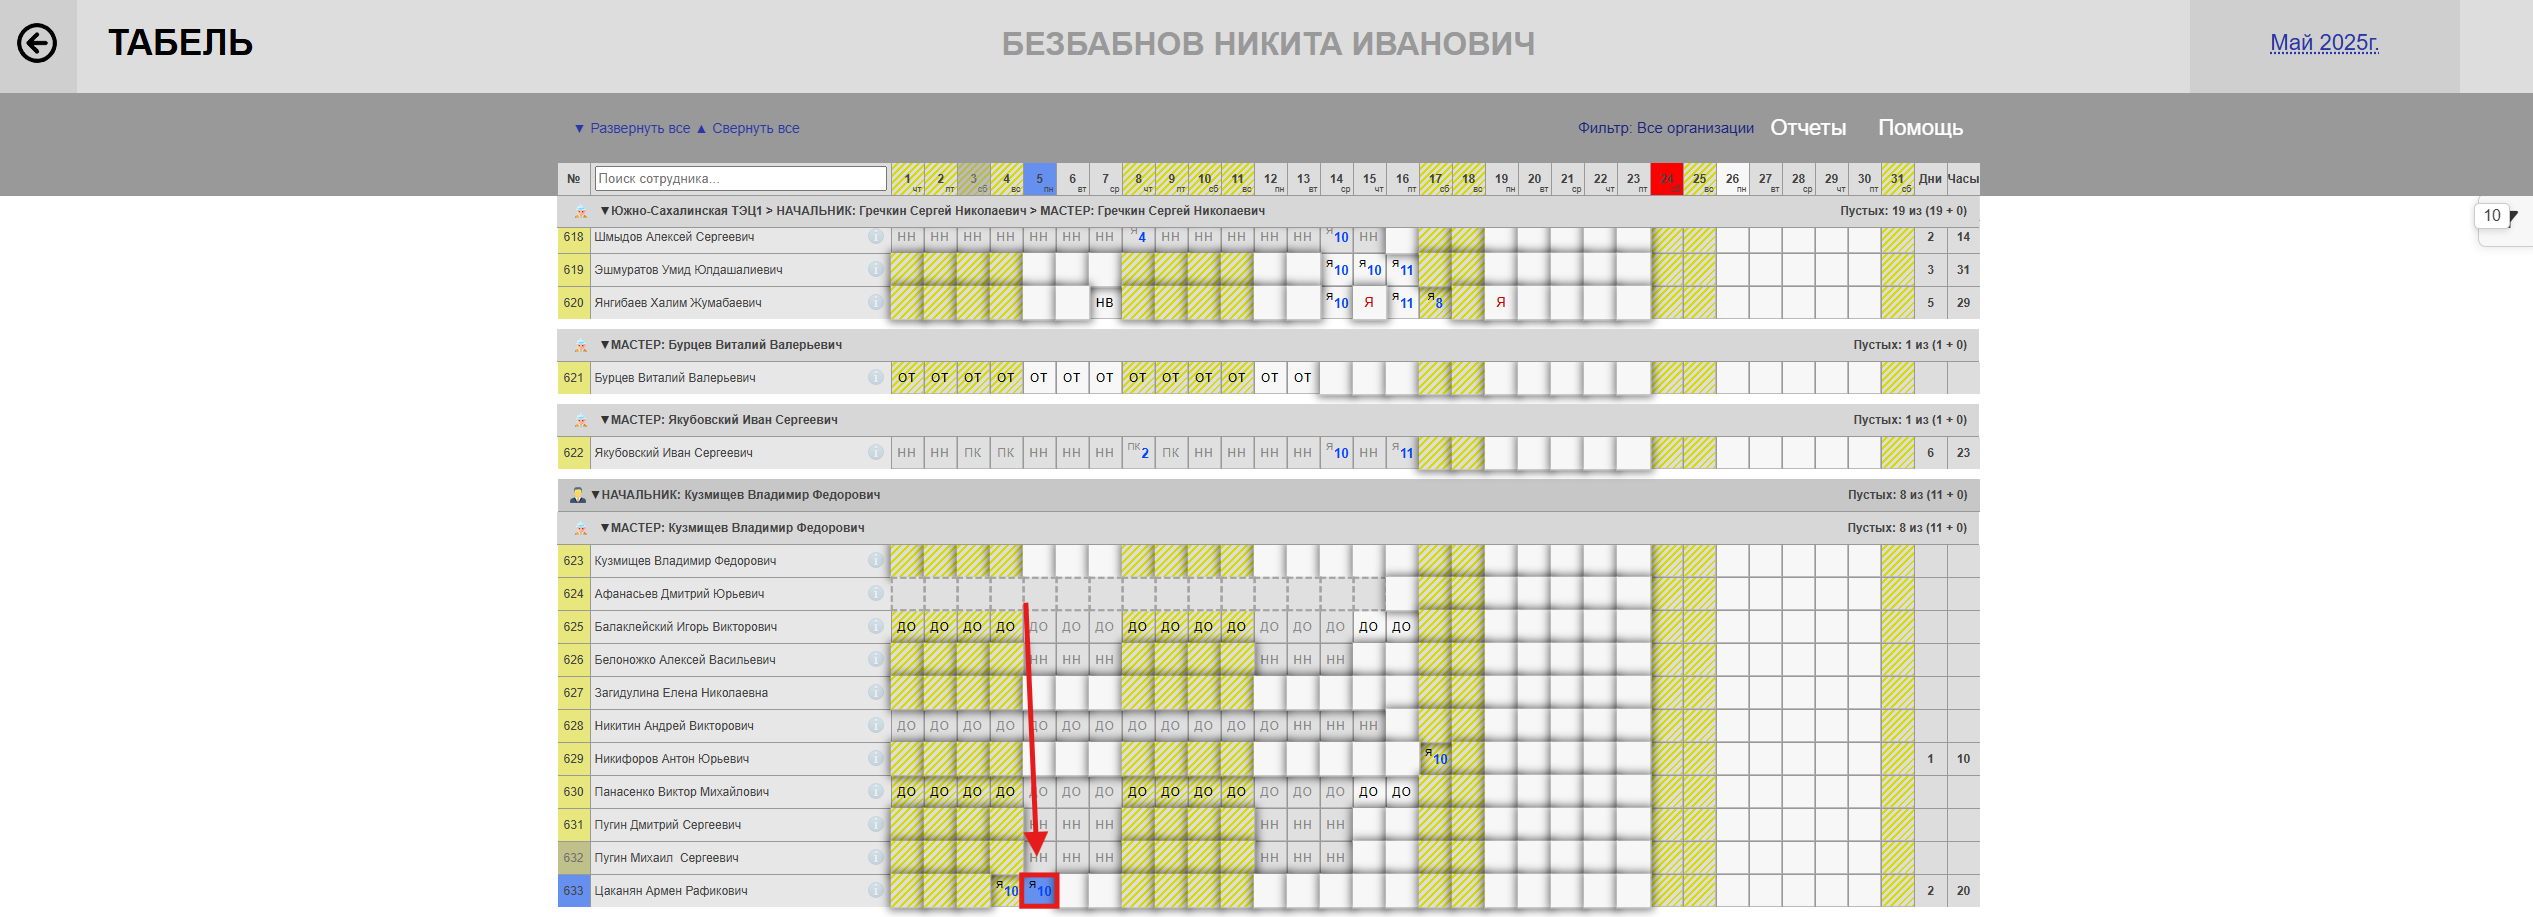 ТАБЕЛЬ БЕЗБАБНОВ НИКИТА ИВАНОВИЧ Май 2025г.
▼ Развернуть все ▲ Свернуть все Фильтр: Все организации Отчеты Помощь
№ Поиск сотрудника... 1 чт 2 пт 3 сб 4 вс 5 пн 6 вт 7 ср 8 чт 9 пт 10 сб 11 вс 12 пн 13 вт 14 ср 15 чт 16 пт 17 сб 18 вс 19 пн 20 вт 21 ср 22 чт 23 пт 24 25 вс 26 пн 27 вт 28 ср 29 чт 30 пт 31 сб Дни Часы
▼Южно-Сахалинская ТЭЦ1 > НАЧАЛЬНИК: Гречкин Сергей Николаевич > МАСТЕР: Гречкин Сергей Николаевич Пустых: 19 из (19 + 0)
10
618 Шмыдов Алексей Сергеевич НН НН НН НН НН НН НН Я 4 НН НН НН НН НН Я 10 НН 2 14
619 Эшмуратов Умид Юлдашалиевич Я 10 Я 10 Я 11 3 31
620 Янгибаев Халим Жумабаевич НВ Я 10 Я Я 11 Я 8 Я 5 29
▼МАСТЕР: Бурцев Виталий Валерьевич Пустых: 1 из (1 + 0)
621 Бурцев Виталий Валерьевич ОТ ОТ ОТ ОТ ОТ ОТ ОТ ОТ ОТ ОТ ОТ ОТ ОТ
▼МАСТЕР: Якубовский Иван Сергеевич Пустых: 1 из (1 + 0)
622 Якубовский Иван Сергеевич НН НН ПК ПК НН НН НН ПК 2 ПК НН НН НН НН Я 10 НН Я 11 6 23
▼НАЧАЛЬНИК: Кузмищев Владимир Федорович Пустых: 8 из (11 + 0)
▼МАСТЕР: Кузмищев Владимир Федорович Пустых: 8 из (11 + 0)
623 Кузмищев Владимир Федорович
624 Афанасьев Дмитрий Юрьевич
625 Балаклейский Игорь Викторович ДО ДО ДО ДО ДО ДО ДО ДО ДО ДО ДО ДО ДО ДО ДО ДО
626 Белоножко Алексей Васильевич НН НН НН НН НН НН
627 Загидулина Елена Николаевна
628 Никитин Андрей Викторович ДО ДО ДО ДО ДО ДО ДО ДО ДО ДО ДО ДО НН НН НН
629 Никифоров Антон Юрьевич Я 10 1 10
630 Панасенко Виктор Михайлович ДО ДО ДО ДО ДО ДО ДО ДО ДО ДО ДО ДО ДО ДО ДО ДО
631 Пугин Дмитрий Сергеевич НН НН НН НН НН НН
632 Пугин Михаил Сергеевич НН НН НН НН НН НН
633 Цаканян Армен Рафикович Я 10 Я 10 2 20